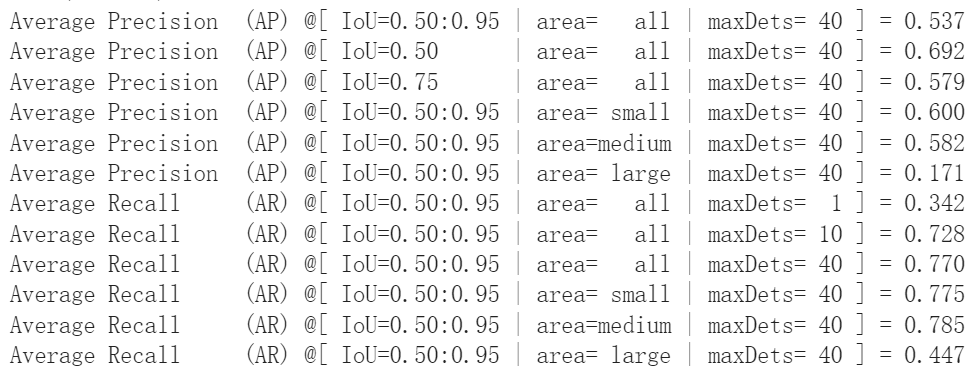 Average Precision  (AP) @[ IoU=0.50:0.95 | area=   all | maxDets= 40 ] = 0.537
Average Precision  (AP) @[ IoU=0.50      | area=   all | maxDets= 40 ] = 0.692
Average Precision  (AP) @[ IoU=0.75      | area=   all | maxDets= 40 ] = 0.579
Average Precision  (AP) @[ IoU=0.50:0.95 | area= small | maxDets= 40 ] = 0.600
Average Precision  (AP) @[ IoU=0.50:0.95 | area=medium | maxDets= 40 ] = 0.582
Average Precision  (AP) @[ IoU=0.50:0.95 | area= large | maxDets= 40 ] = 0.171
Average Recall     (AR) @[ IoU=0.50:0.95 | area=   all | maxDets=  1 ] = 0.342
Average Recall     (AR) @[ IoU=0.50:0.95 | area=   all | maxDets= 10 ] = 0.728
Average Recall     (AR) @[ IoU=0.50:0.95 | area=   all | maxDets= 40 ] = 0.770
Average Recall     (AR) @[ IoU=0.50:0.95 | area= small | maxDets= 40 ] = 0.775
Average Recall     (AR) @[ IoU=0.50:0.95 | area=medium | maxDets= 40 ] = 0.785
Average Recall     (AR) @[ IoU=0.50:0.95 | area= large | maxDets= 40 ] = 0.447